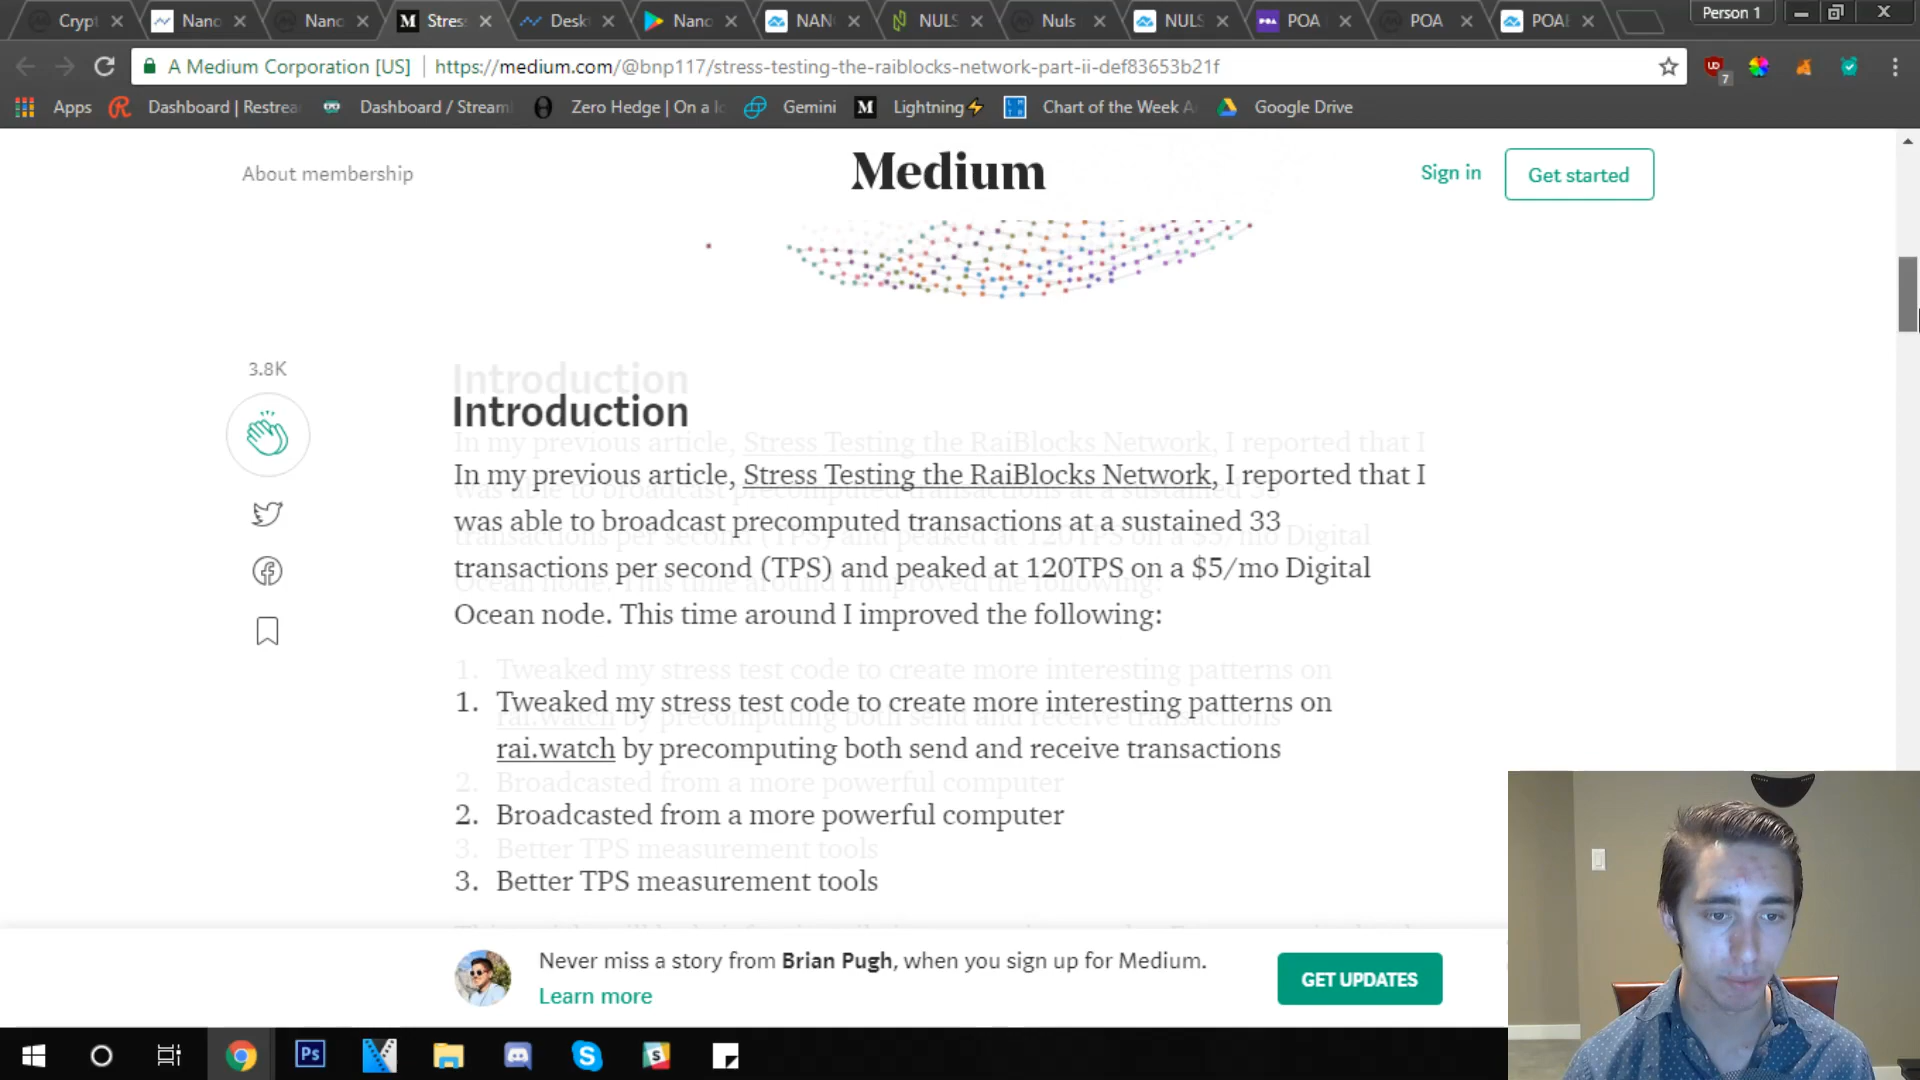 Crypt
Nano
Nano
Stres
Deskt
Nano
NANO
NULS
Nuls
NULS
POA
POA
POA
Person 1
A Medium Corporation [US]
https://medium.com/@bnp117/stress-testing-the-raiblocks-network-part-ii-def83653b21f
7
Apps
Dashboard | Restrea
Dashboard / Stream
Zero Hedge | On a lo
Gemini
Lightning⚡
Chart of the Week A
Google Drive
About membership
Medium
Sign in
Get started
3.8K
Introduction
In my previous article, Stress Testing the RaiBlocks Network, I reported that I
was able to broadcast precomputed transactions at a sustained 33
transactions per second (TPS) and peaked at 120TPS on a $5/mo Digital
Ocean node. This time around I improved the following:
1. Tweaked my stress test code to create more interesting patterns on
rai.watch by precomputing both send and receive transactions
2. Broadcasted from a more powerful computer
3. Better TPS measurement tools
Never miss a story from Brian Pugh, when you sign up for Medium.
Learn more
GET UPDATES